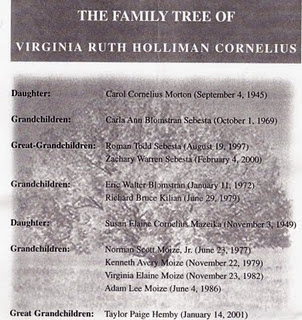 THE FAMILY TREE OF
VIRGINIA RUTH HOLLIMAN CORNELIUS
Daughter: Carol Cornelius Morton (September 4, 1945)
Grandchildren: Carla Ann Blomstran Sebesta (October 1, 1969)
Great-Grandchildren: Roman Todd Sebesta (August 19, 1997)
Zachary Warren Sebesta (February 4, 2000)
Grandchildren: Eric Walter Blomstran (January 11, 1972)
Richard Bruce Kilian (June 29, 1979)
Daughter: Susan Elaine Cornelius Mazeika (November 3, 1949)
Grandchildren: Norman Scott Moize, Jr. (June 23, 1977)
Kenneth Avery Moize (November 22, 1979)
Virginia Elaine Moize (November 23, 1982)
Adam Lee Moize (June 4, 1986)
Great Grandchildren: Taylor Paige Hemby (January 14, 2001)